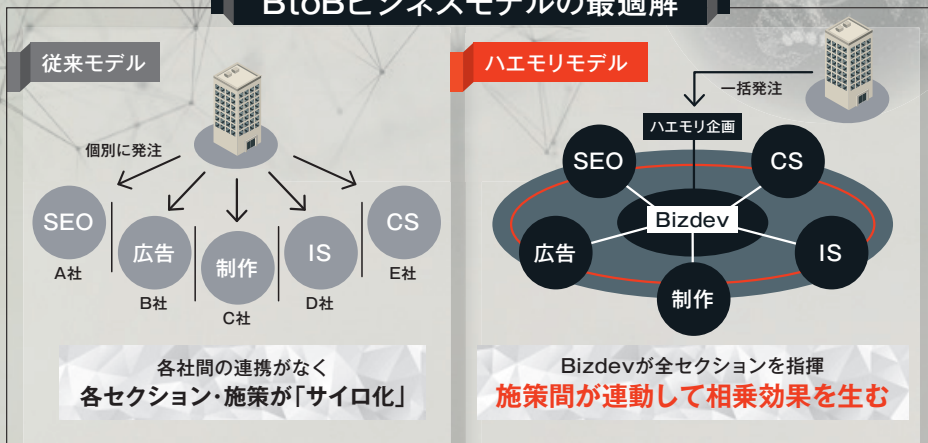 BtoBビジネスモデルの最適解
従来モデル
個別に発注
SEO
広告
制作
IS
CS
A社
B社
C社
D社
E社
各社間の連携がなく
各セクション・施策が「サイロ化」
ハエモリモデル
一括発注
ハエモリ企画
SEO
CS
Bizdev
広告
IS
制作
Bizdevが全セクションを指揮
施策間が連動して相乗効果を生む